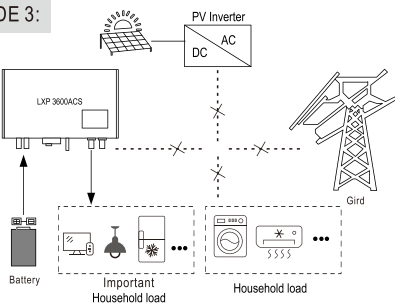 DE 3:
PV Inverter
AC
DC
LXP 3600ACS
Gird
Battery
Important
Household load
Household load